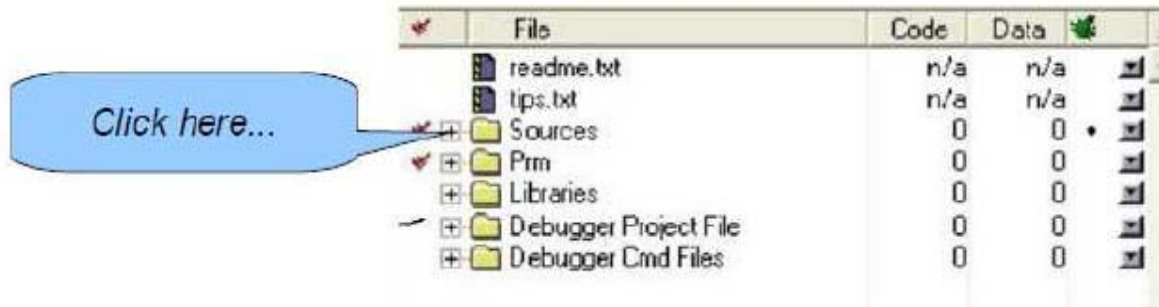 File Code Data
readme.txt n/a n/a
tips.txt n/a n/a
Click here...
Sources 0 0
Prm 0 0
Libraries 0 0
Debugger Project File 0 0
Debugger Cmd Files 0 0